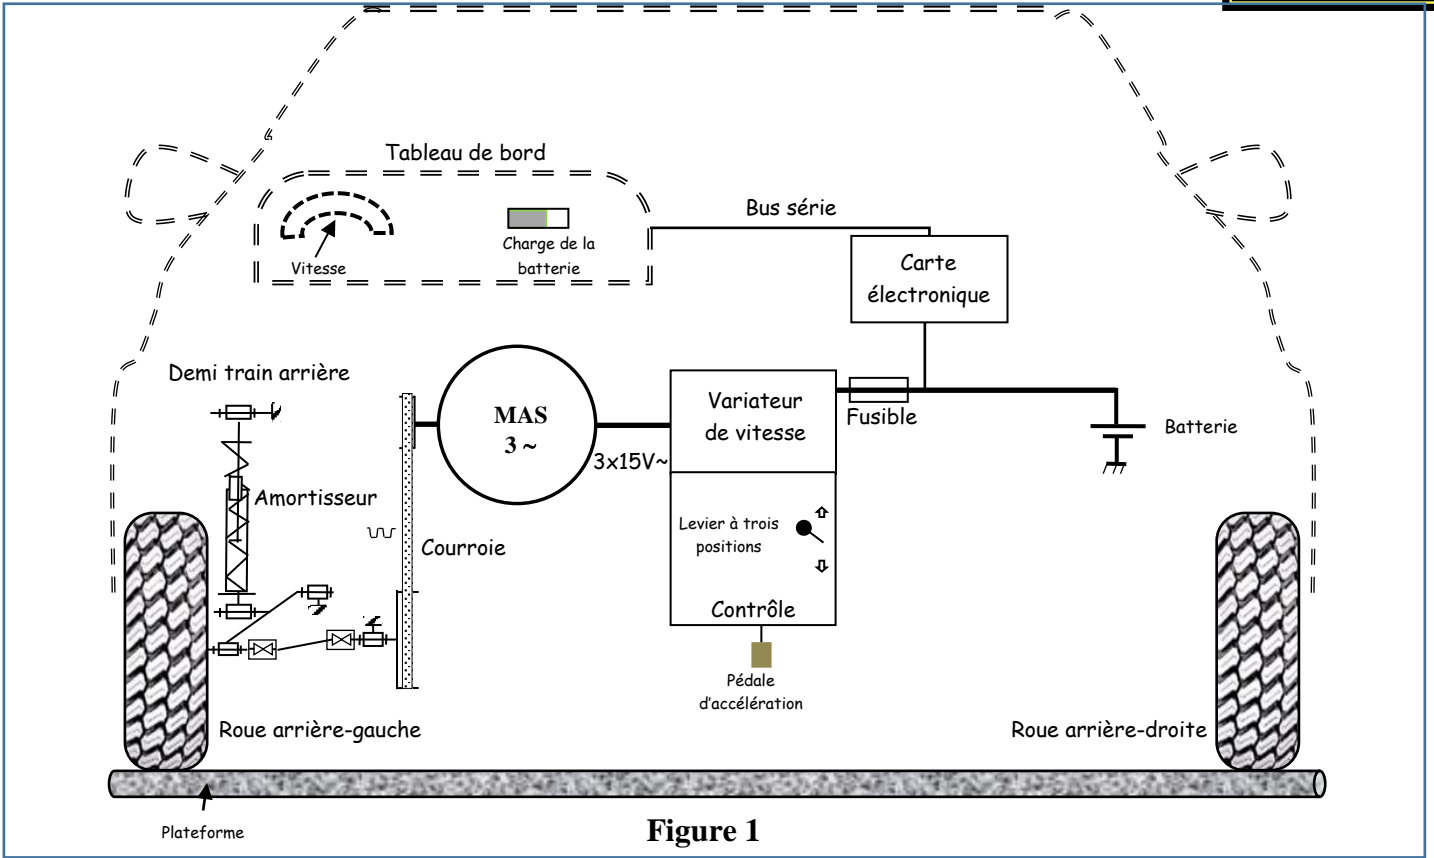 Tableau de bord
Vitesse
Charge de la
batterie
Bus série
Carte
électronique
Demi train arrière
MAS
3 ~
3x15V~
Variateur
de vitesse
Fusible
Batterie
Amortisseur
Courroie
Levier à trois
positions
Contrôle
Pédale
d'accélération
Roue arrière-gauche
Roue arrière-droite
Plateforme
Figure 1